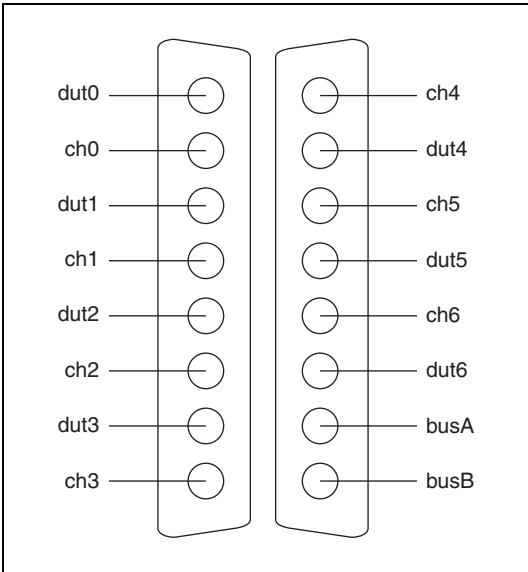 dut0
ch0
dut1
ch1
dut2
ch2
dut3
ch3
ch4
dut4
ch5
dut5
ch6
dut6
busA
busB